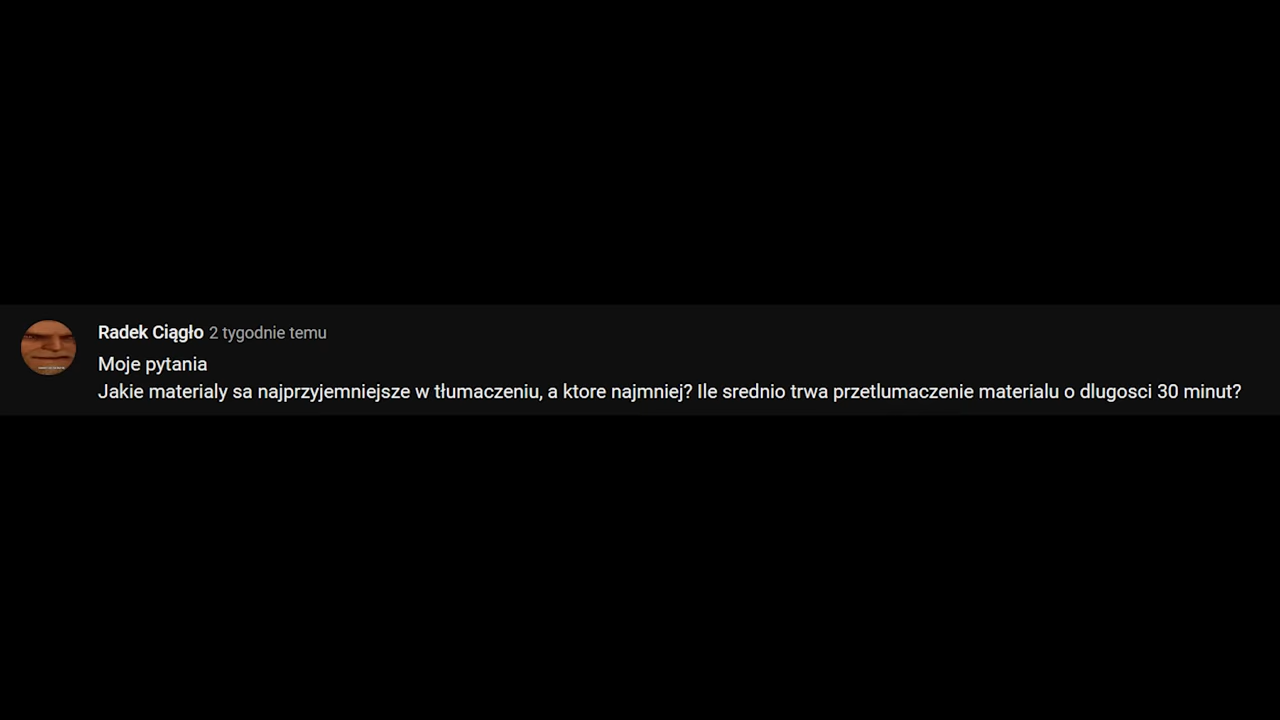 Radek Ciągło 2 tygodnie temu
Moje pytania
Jakie materialy sa najprzyjemniejsze w tłumaczeniu, a ktore najmniej? Ile srednio trwa przetlumaczenie materialu o dlugosci 30 minut?